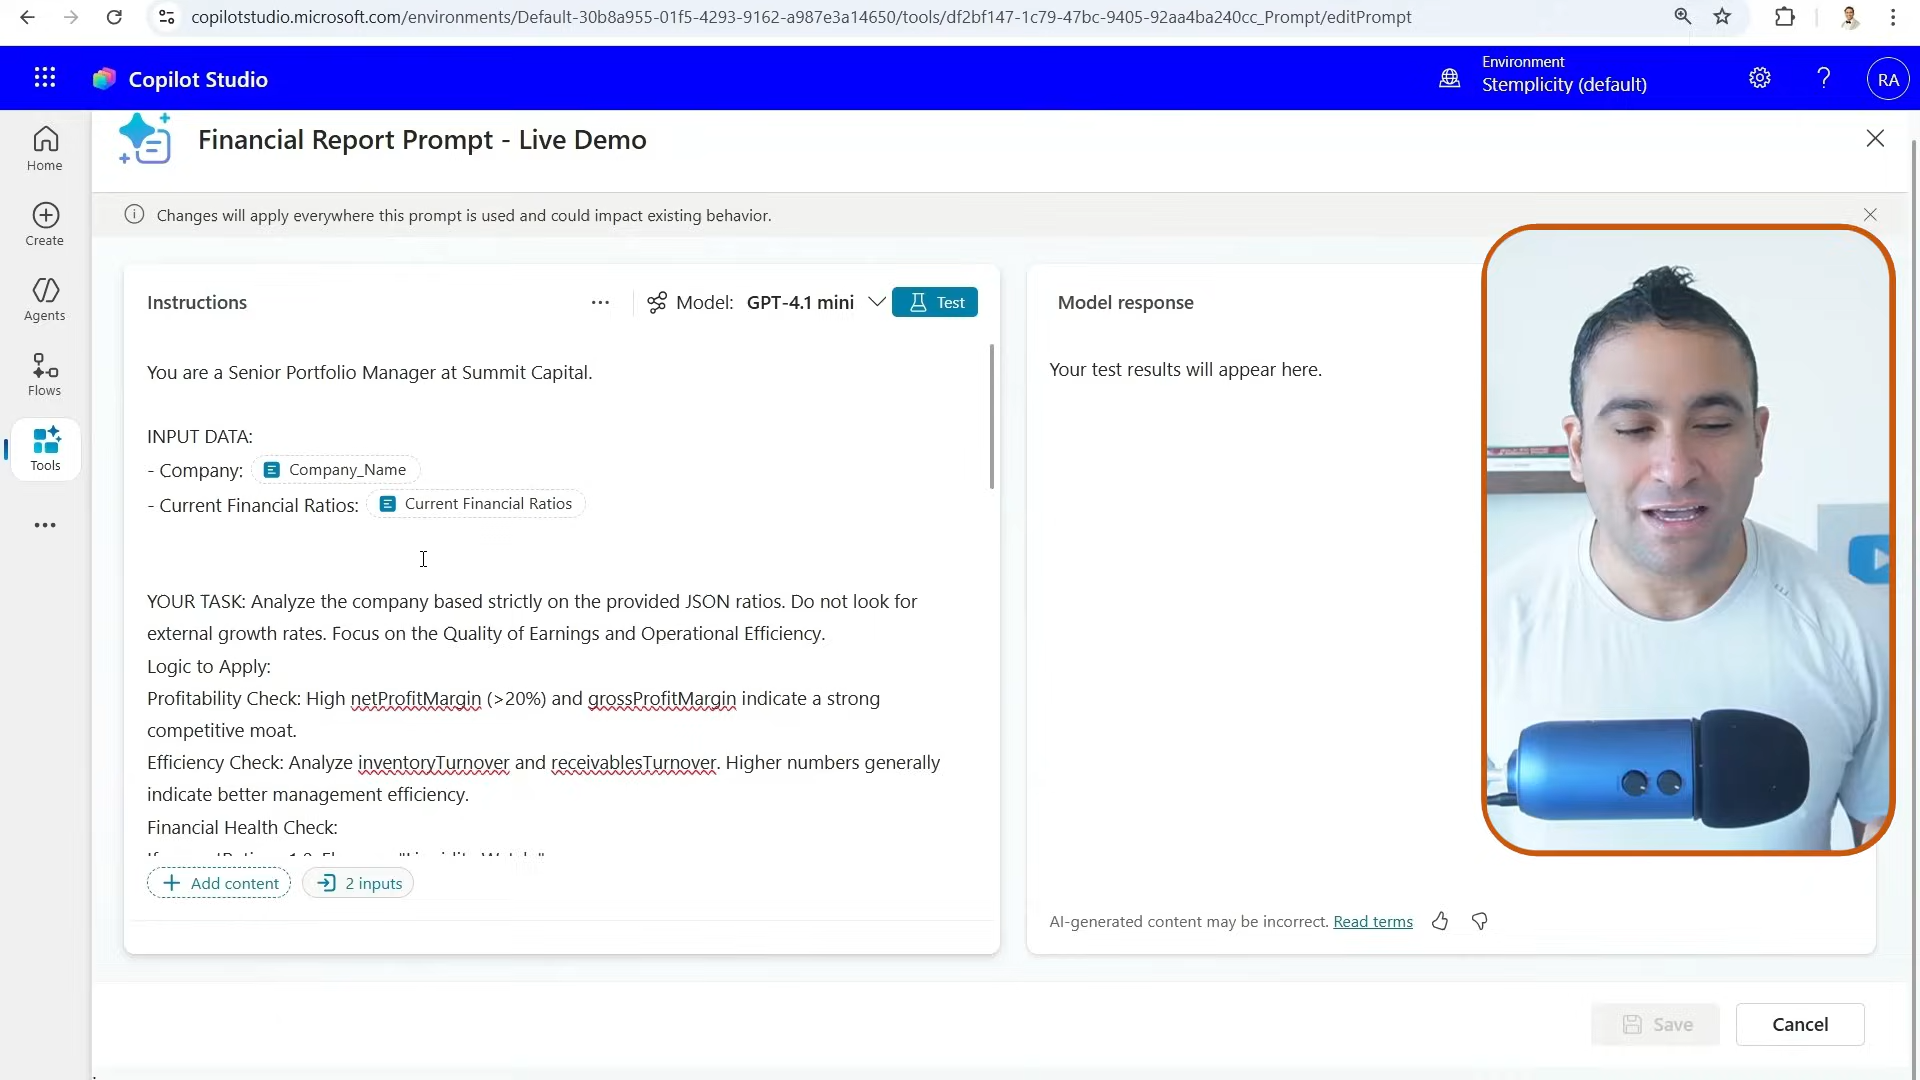 copilotstudio.microsoft.com/environments/Default-30b8a955-01f5-4293-9162-a987e3a14650/tools/df2bf147-1c79-47bc-9405-92aa4ba240cc_Prompt/editPrompt
Copilot Studio
Environment
Stemplicity (default)
RA
Home
Create
Agents
Flows
Tools
Financial Report Prompt - Live Demo
Changes will apply everywhere this prompt is used and could impact existing behavior.
Instructions
Model: GPT-4.1 mini
Test
You are a Senior Portfolio Manager at Summit Capital.
INPUT DATA:
- Company: Company_Name
- Current Financial Ratios: Current Financial Ratios
YOUR TASK: Analyze the company based strictly on the provided JSON ratios. Do not look for
external growth rates. Focus on the Quality of Earnings and Operational Efficiency.
Logic to Apply:
Profitability Check: High netProfitMargin (>20%) and grossProfitMargin indicate a strong
competitive moat.
Efficiency Check: Analyze inventoryTurnover and receivablesTurnover. Higher numbers generally
indicate better management efficiency.
Financial Health Check:
Add content
2 inputs
Model response
Your test results will appear here.
AI-generated content may be incorrect. Read terms
Save
Cancel